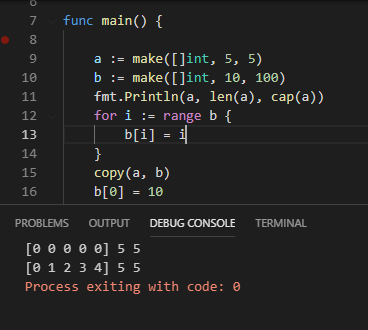 7 func main() {
8
9 a := make([]int, 5, 5)
10 b := make([]int, 10, 100)
11 fmt.Println(a, len(a), cap(a))
12 for i := range b {
13 b[i] = i
14 }
15 copy(a, b)
16 b[0] = 10
PROBLEMS OUTPUT DEBUG CONSOLE TERMINAL
[0 0 0 0 0] 5 5
[0 1 2 3 4] 5 5
Process exiting with code: 0